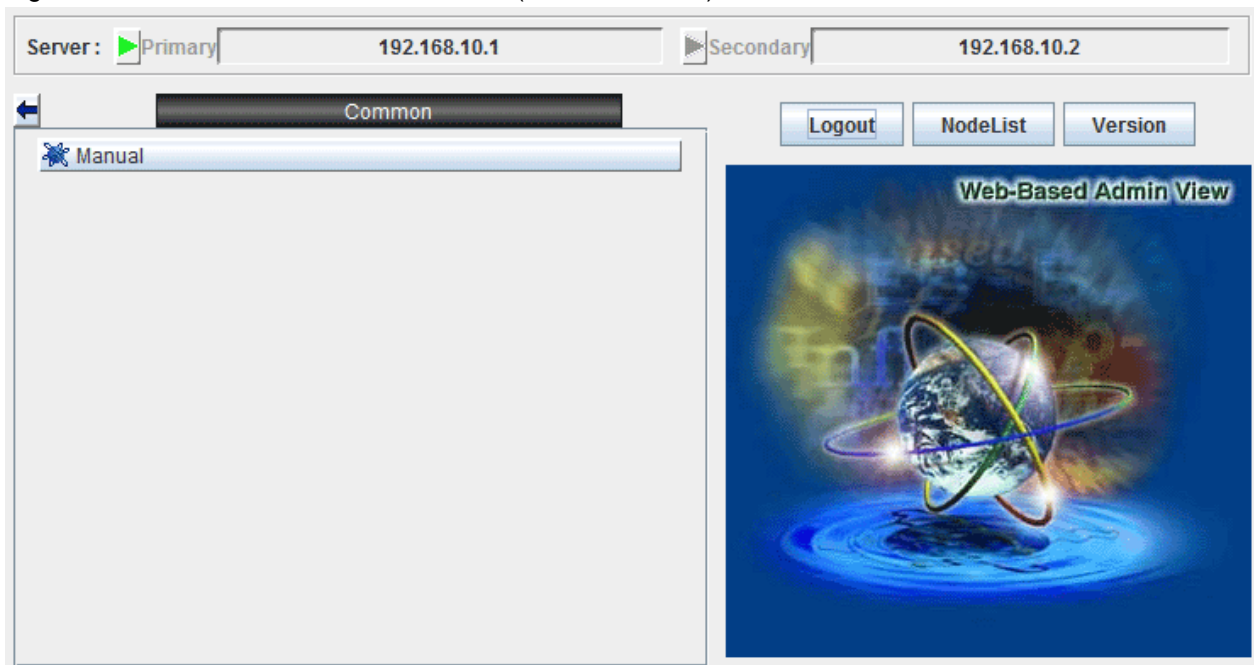 Server : Primary 192.168.10.1 Secondary 192.168.10.2
Common
Logout NodeList Version
Manual
Web-Based Admin View